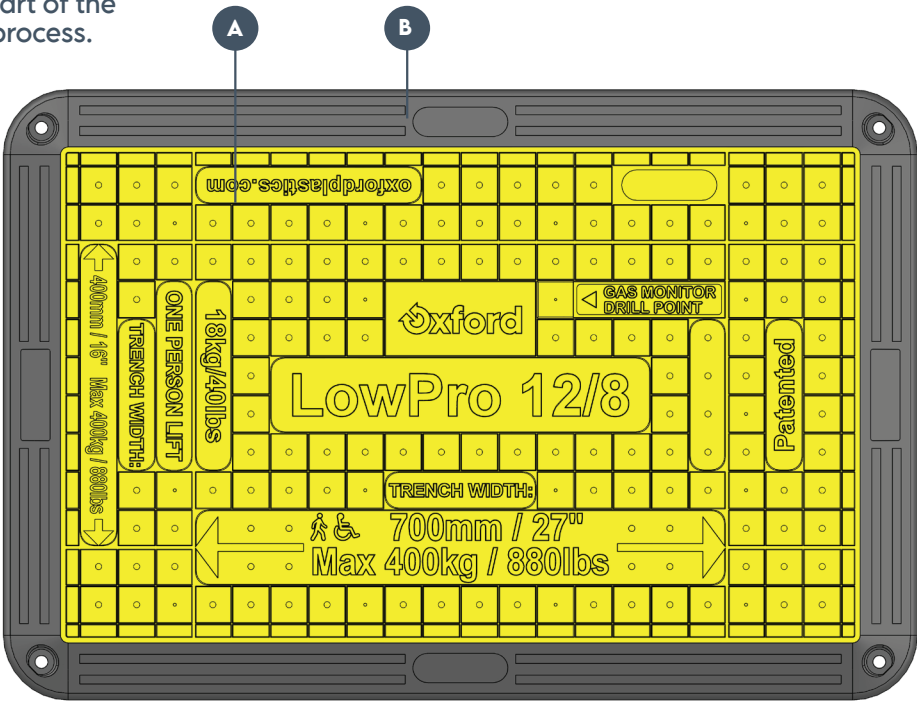 art of the
process.
A
B
oxfordplastics.com
GAS MONITOR
DRILL POINT
Oxford
400mm / 16" Max 400kg / 880lbs
TRENCH WIDTH:
ONE PERSON LIFT
18kg/40lbs
LowPro 12/8
Patented
TRENCH WIDTH:
700mm / 27"
Max 400kg / 880lbs